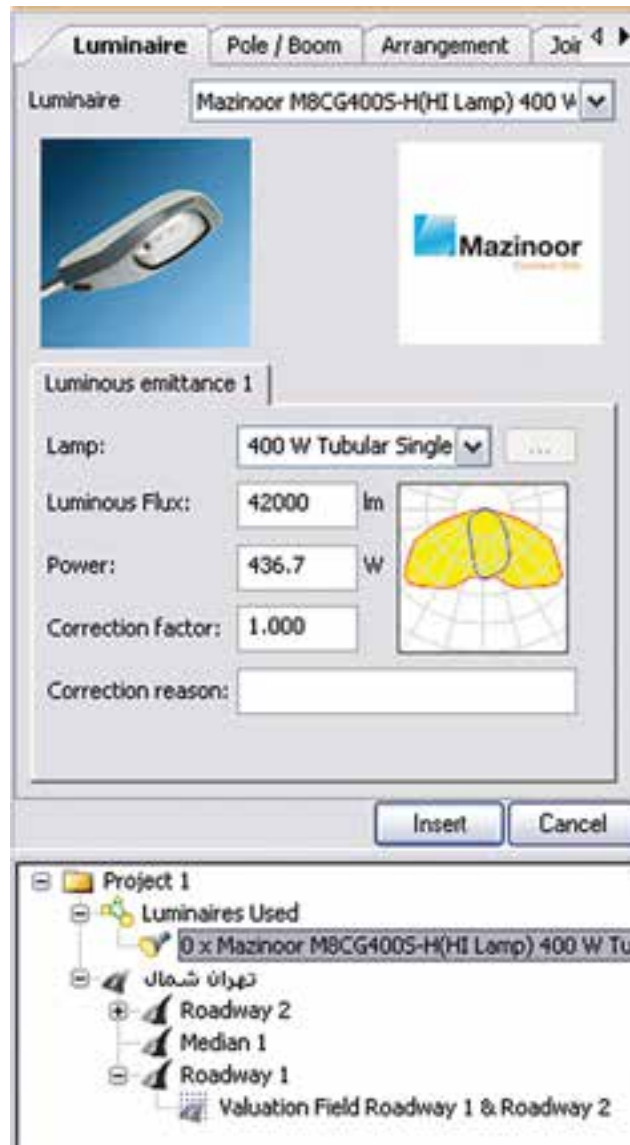 Luminaire Pole / Boom Arrangement Joir
Luminaire Mazinoor M8CG400S-H(HI Lamp) 400 W
Mazinoor
Luminous emittance 1
Lamp: 400 W Tubular Single ...
Luminous Flux: 42000 lm
Power: 436.7 W
Correction factor: 1.000
Correction reason:
Insert Cancel
Project 1
Luminaires Used
0 x Mazinoor M8CG400S-H(HI Lamp) 400 W Tu
تهران شمال
Roadway 2
Median 1
Roadway 1
Valuation Field Roadway 1 & Roadway 2